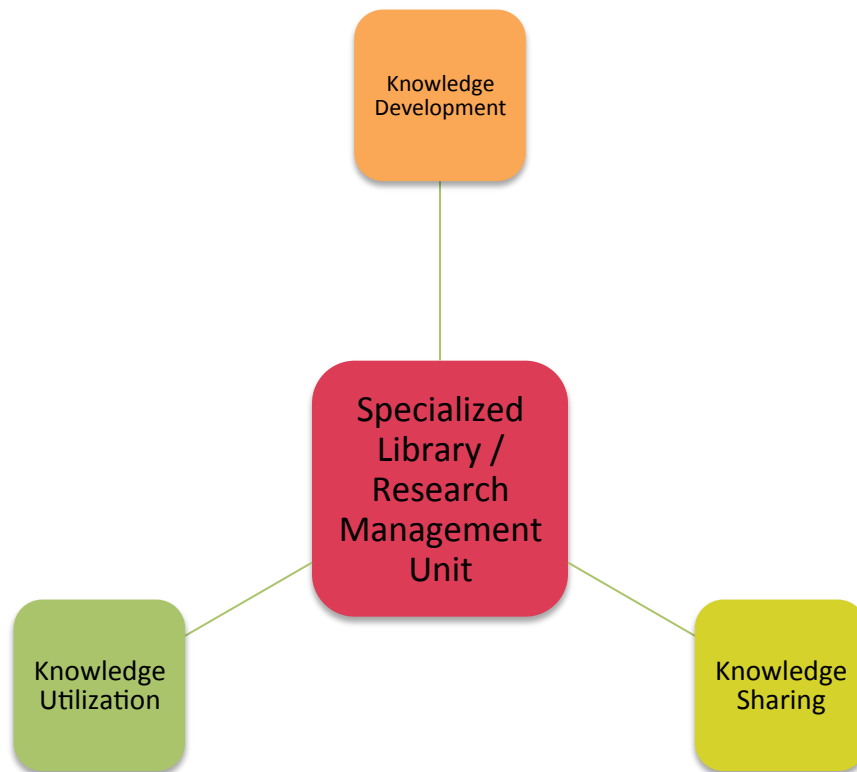 Knowledge
Development
Specialized
Library /
Research
Management
Unit
Knowledge
Utilization
Knowledge
Sharing